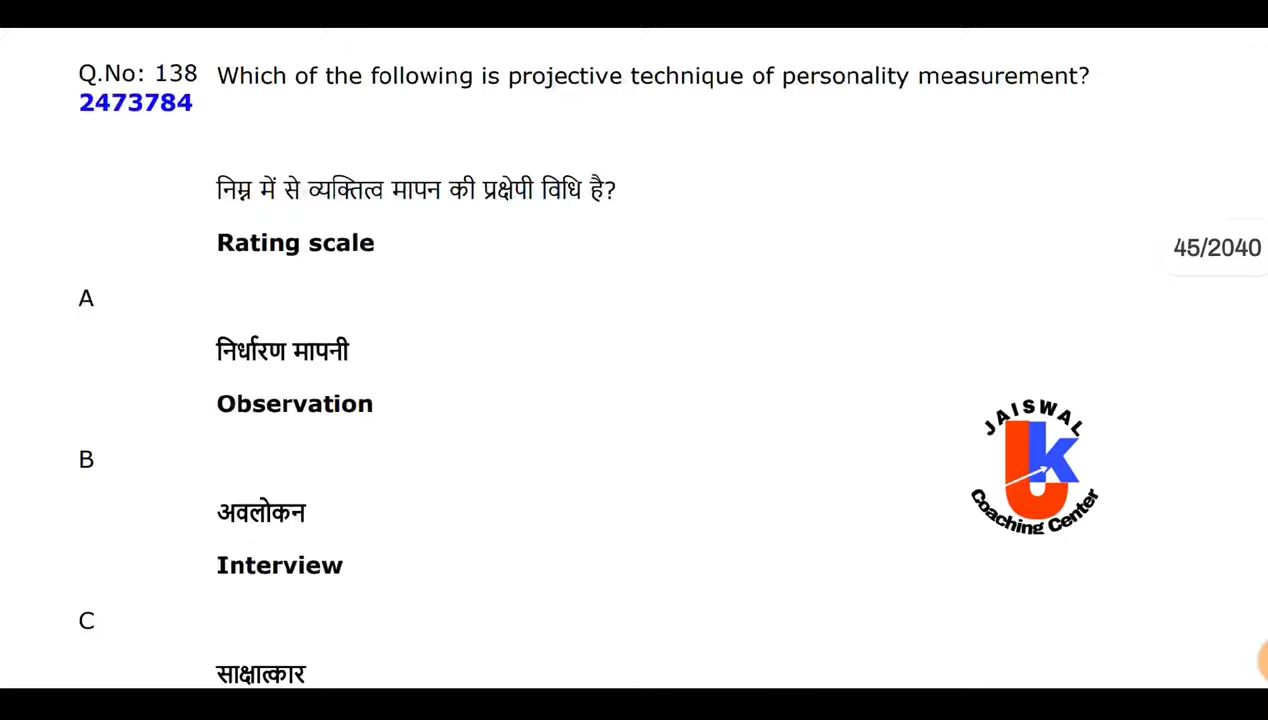 Q.No: 138 Which of the following is projective technique of personality measurement?
2473784
निम्न में से व्यक्तित्व मापन की प्रक्षेपी विधि है?
Rating scale
45/2040
A
निर्धारण मापनी
Observation
JAISWAL
Jk
Coaching Center
B
अवलोकन
Interview
C
साक्षात्कार